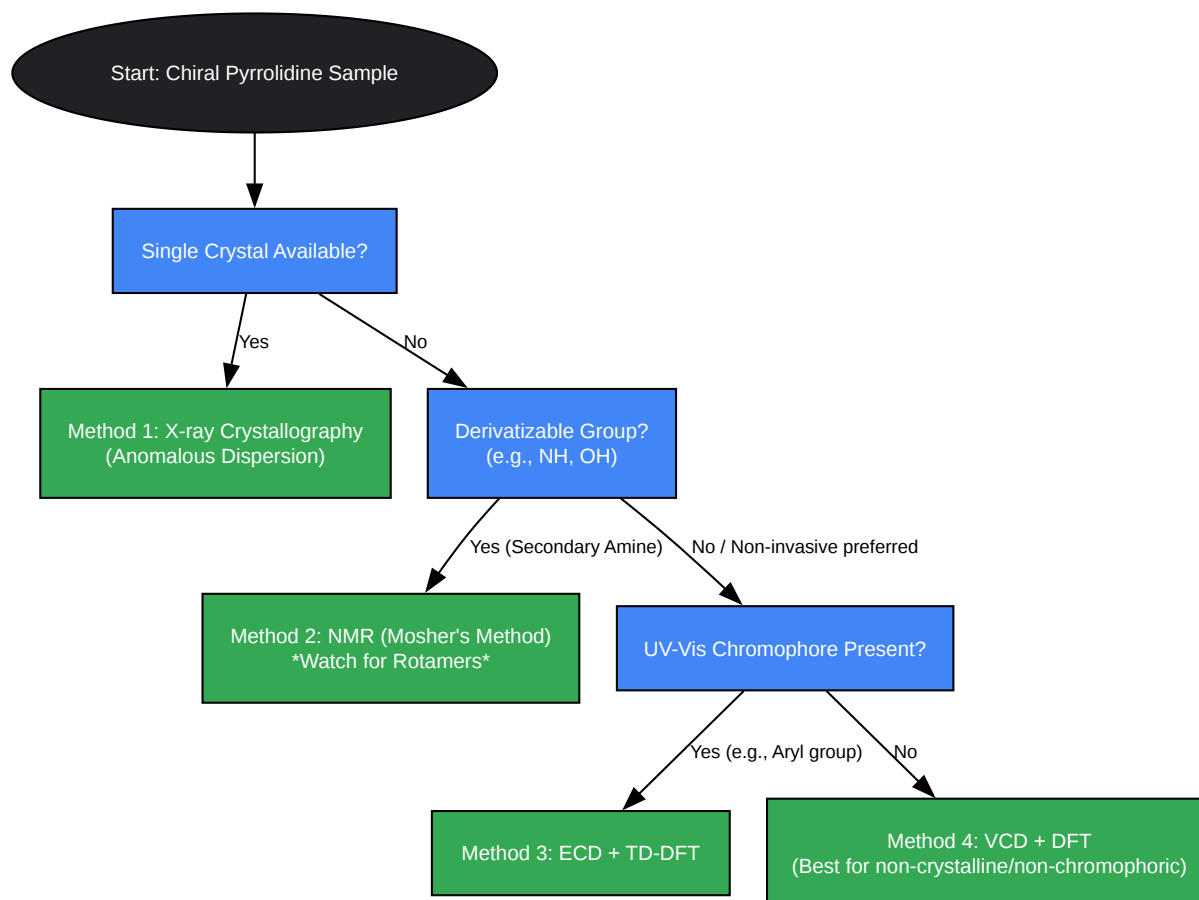 Start: Chiral Pyrrolidine Sample
Single Crystal Available?
Yes
No
Method 1: X-ray Crystallography
(Anomalous Dispersion)
Derivatizable Group?
(e.g., NH, OH)
Yes (Secondary Amine)
No / Non-invasive preferred
Method 2: NMR (Mosher's Method)
*Watch for Rotamers*
UV-Vis Chromophore Present?
Yes (e.g., Aryl group)
No
Method 3: ECD + TD-DFT
Method 4: VCD + DFT
(Best for non-crystalline/non-chromophoric)